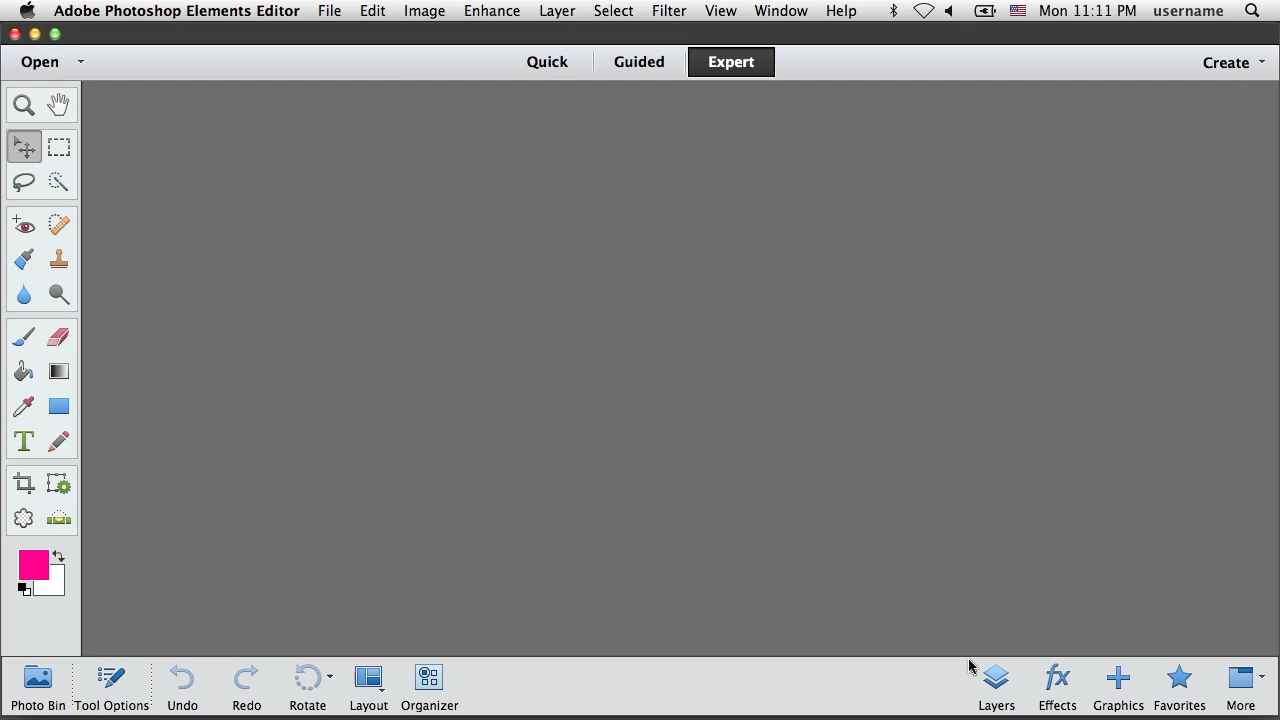 Adobe Photoshop Elements Editor File Edit Image Enhance Layer Select Filter View Window Help Mon 11:11 PM username
Open Quick Guided Expert Create
T
Photo Bin Tool Options Undo Redo Rotate Layout Organizer fx Layers Effects Graphics Favorites More